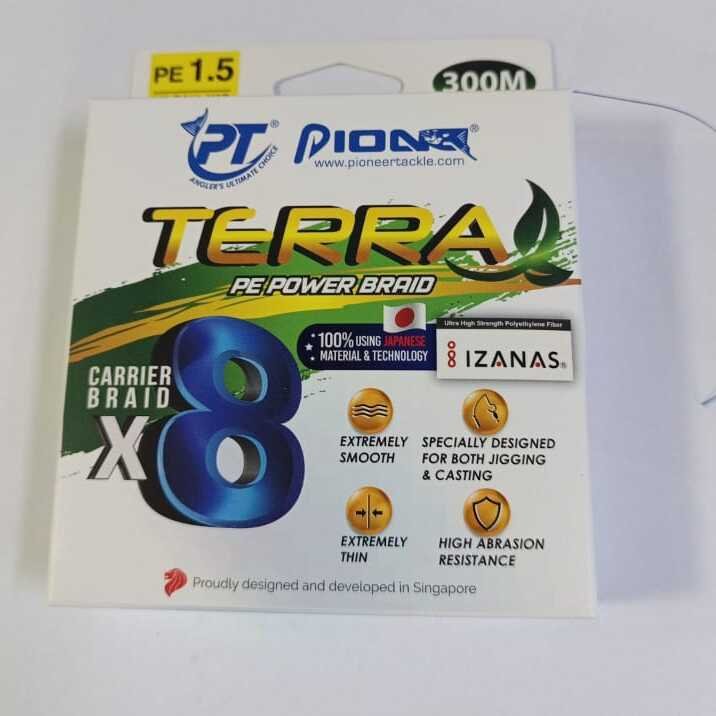 PE 1.5
300M
PT®
ANGLER'S ULTIMATE CHOICE
PIONEER®
www.pioneertackle.com
TERRA
PE POWER BRAID
100% USING JAPANESE
MATERIAL & TECHNOLOGY
Ultra High Strength Polyethylene Fiber
IZANAS®
CARRIER
BRAID
X8
EXTREMELY
SMOOTH
SPECIALLY DESIGNED
FOR BOTH JIGGING
& CASTING
EXTREMELY
THIN
HIGH ABRASION
RESISTANCE
Proudly designed and developed in Singapore